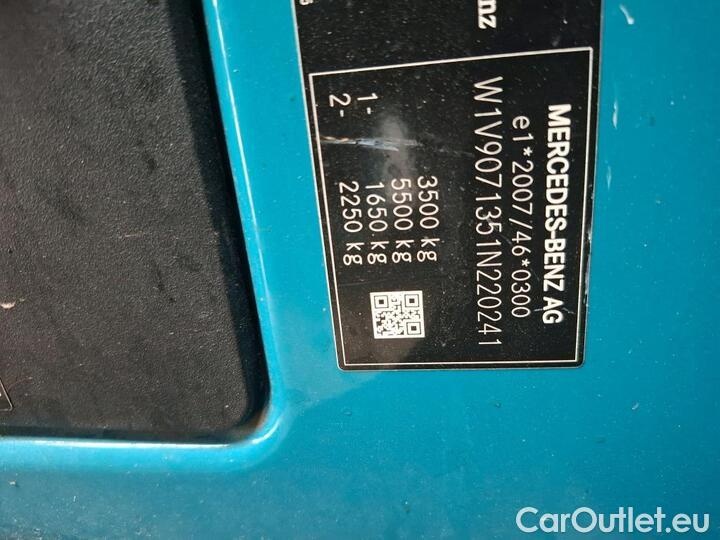 nz
MERCEDES-BENZ AG
e1*2007/46*0300
W1V9071351N220241
3500 kg
5500 kg
1- 1650 kg
2- 2250 kg
CarOutlet.eu